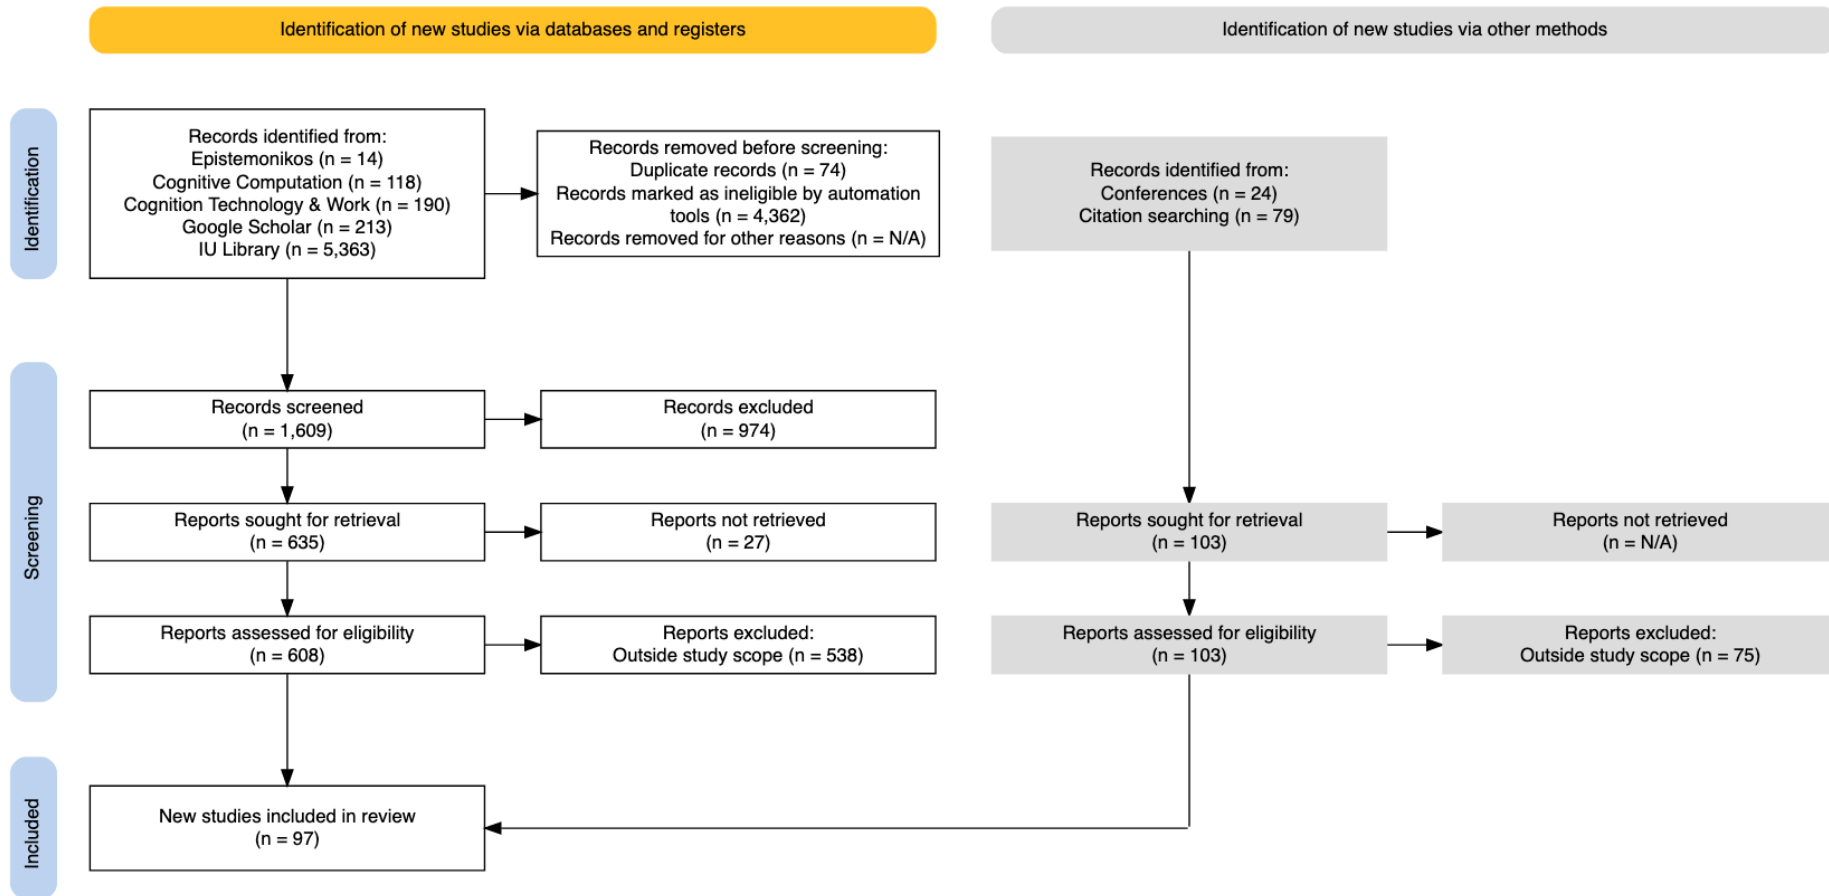 Identification of new studies via databases and registers
Identification of new studies via other methods
Identification
Records identified from:
Epistemonikos (n = 14)
Cognitive Computation (n = 118)
Cognition Technology & Work (n = 190)
Google Scholar (n = 213)
IU Library (n = 5,363)
Records removed before screening:
Duplicate records (n = 74)
Records marked as ineligible by automation
tools (n = 4,362)
Records removed for other reasons (n = N/A)
Records identified from:
Conferences (n = 24)
Citation searching (n = 79)
Screening
Records screened
(n = 1,609)
Records excluded
(n = 974)
Reports sought for retrieval
(n = 635)
Reports not retrieved
(n = 27)
Reports sought for retrieval
(n = 103)
Reports not retrieved
(n = N/A)
Reports assessed for eligibility
(n = 608)
Reports excluded:
Outside study scope (n = 538)
Reports assessed for eligibility
(n = 103)
Reports excluded:
Outside study scope (n = 75)
Included
New studies included in review
(n = 97)